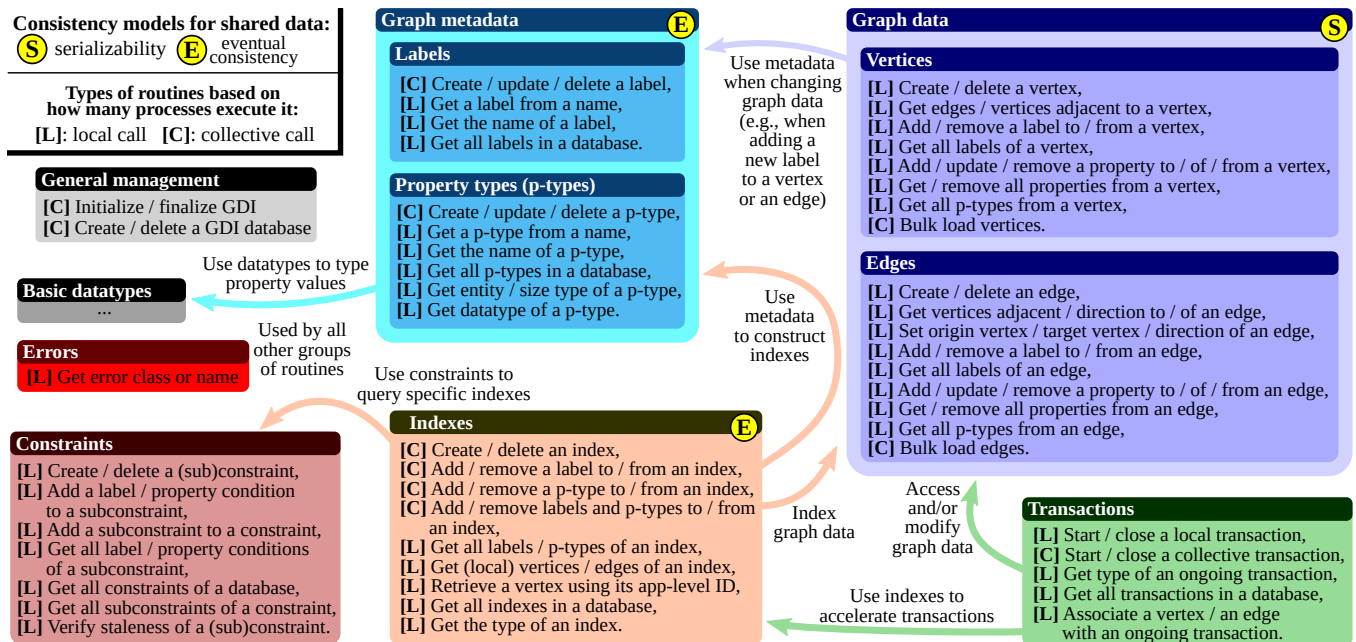 Consistency models for shared data:
S serializability E eventual
consistency
Types of routines based on
how many processes execute it:
[L]: local call [C]: collective call
General management
[C] Initialize / finalize GDI
[C] Create / delete a GDI database
Use datatypes to type
property values
Basic datatypes
...
Used by all
other groups
of routines
Errors
[L] Get error class or name
Use constraints to
query specific indexes
Constraints
[L] Create / delete a (sub)constraint,
[L] Add a label / property condition
to a subconstraint,
[L] Add a subconstraint to a constraint,
[L] Get all label / property conditions
of a subconstraint,
[L] Get all constraints of a database,
[L] Get all subconstraints of a constraint,
[L] Verify staleness of a (sub)constraint.
Graph metadata
E
Labels
[C] Create / update / delete a label,
[L] Get a label from a name,
[L] Get the name of a label,
[L] Get all labels in a database.
Property types (p-types)
[C] Create / update / delete a p-type,
[L] Get a p-type from a name,
[L] Get the name of a p-type,
[L] Get all p-types in a database,
[L] Get entity / size type of a p-type,
[L] Get datatype of a p-type.
Use metadata
when changing
graph data
(e.g., when
adding a
new label
to a vertex
or an edge)
Use
metadata
to construct
indexes
Indexes
E
[C] Create / delete an index,
[C] Add / remove a label to / from an index,
[C] Add / remove a p-type to / from an index,
[C] Add / remove labels and p-types to / from
an index,
[L] Get all labels / p-types of an index,
[L] Get (local) vertices / edges of an index,
[L] Retrieve a vertex using its app-level ID,
[L] Get all indexes in a database,
[L] Get the type of an index.
Index
graph data
Graph data
S
Vertices
[L] Create / delete a vertex,
[L] Get edges / vertices adjacent to a vertex,
[L] Add / remove a label to / from a vertex,
[L] Get all labels of a vertex,
[L] Add / update / remove a property to / of / from a vertex,
[L] Get / remove all properties from a vertex,
[L] Get all p-types from a vertex,
[C] Bulk load vertices.
Edges
[L] Create / delete an edge,
[L] Get vertices adjacent / direction to / of an edge,
[L] Set origin vertex / target vertex / direction of an edge,
[L] Add / remove a label to / from an edge,
[L] Get all labels of an edge,
[L] Add / update / remove a property to / of / from an edge,
[L] Get / remove all properties from an edge,
[L] Get all p-types from an edge,
[C] Bulk load edges.
Access
and/or
modify
graph data
Use indexes to
accelerate transactions
Transactions
[L] Start / close a local transaction,
[C] Start / close a collective transaction,
[L] Get type of an ongoing transaction,
[L] Get all transactions in a database,
[L] Associate a vertex / an edge
with an ongoing transaction.